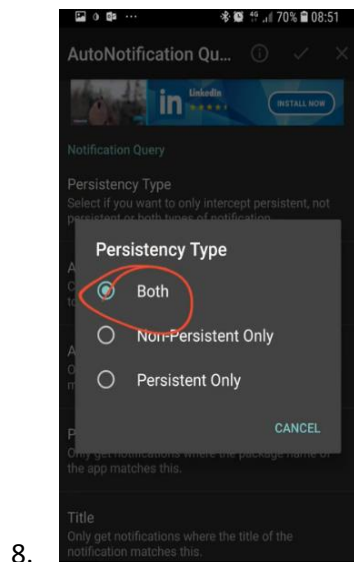 70% 08:51
AutoNotification Qu...
LinkedIn
INSTALL NOW
Notification Query
Persistency Type
Select if you want to only intercept persistent, not
persistent or both types of notification
Persistency Type
Both
Non-Persistent Only
Persistent Only
CANCEL
Only get notifications where the package name of
the app matches this.
Title
Only get notifications where the title of the
notification matches this.
8.